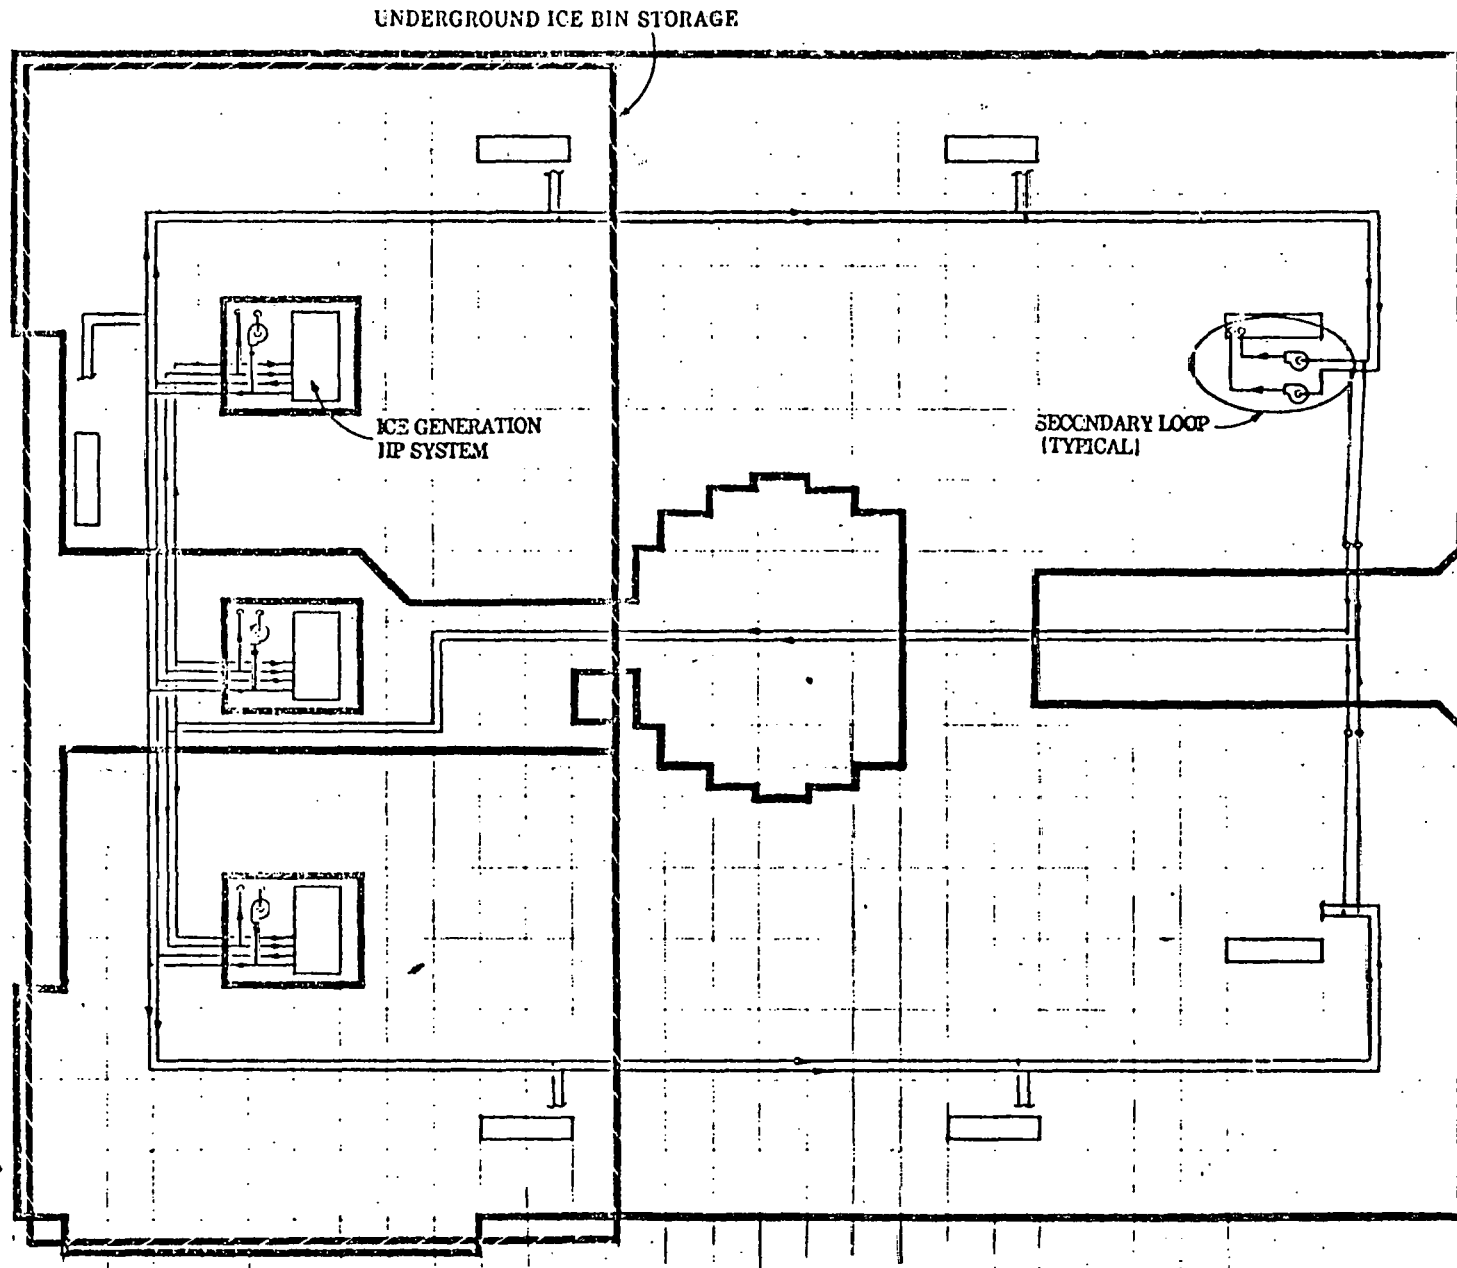 UNDERGROUND ICE BIN STORAGE
ICE GENERATION
HP SYSTEM
SECONDARY LOOP
(TYPICAL)